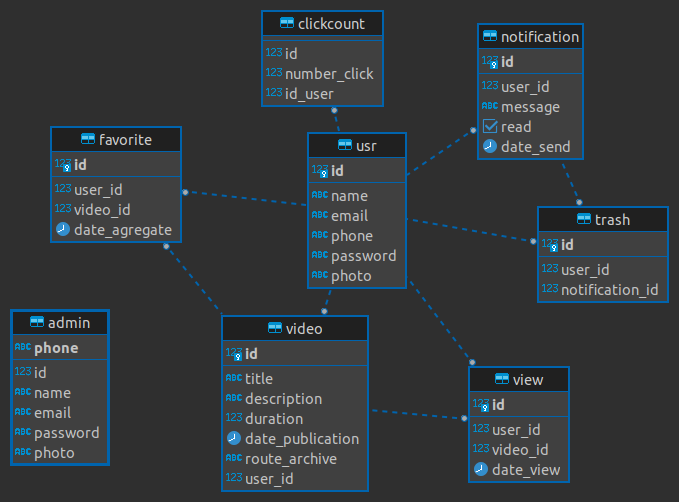 clickcount
123 id
123 number_click
123 id_user
notification
123 id
123 user_id
ABC message
read
date_send
favorite
123 id
123 user_id
123 video_id
date_agregate
usr
123 id
ABC name
ABC email
ABC phone
ABC password
ABC photo
trash
123 id
123 user_id
123 notification_id
admin
ABC phone
123 id
ABC name
ABC email
ABC password
ABC photo
video
123 id
ABC title
ABC description
123 duration
date_publication
ABC route_archive
123 user_id
view
123 id
123 user_id
123 video_id
date_view